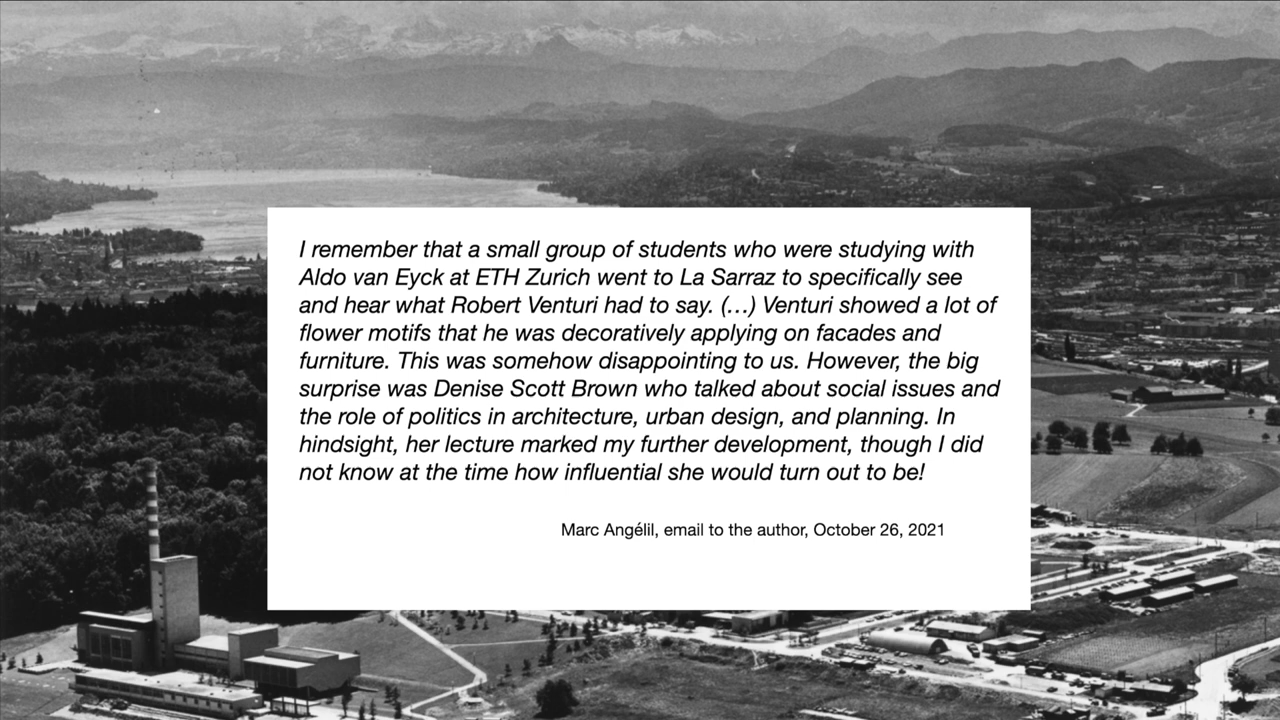 I remember that a small group of students who were studying with
Aldo van Eyck at ETH Zurich went to La Sarraz to specifically see
and hear what Robert Venturi had to say. (…) Venturi showed a lot of
flower motifs that he was decoratively applying on facades and
furniture. This was somehow disappointing to us. However, the big
surprise was Denise Scott Brown who talked about social issues and
the role of politics in architecture, urban design, and planning. In
hindsight, her lecture marked my further development, though I did
not know at the time how influential she would turn out to be!
Marc Angélil, email to the author, October 26, 2021